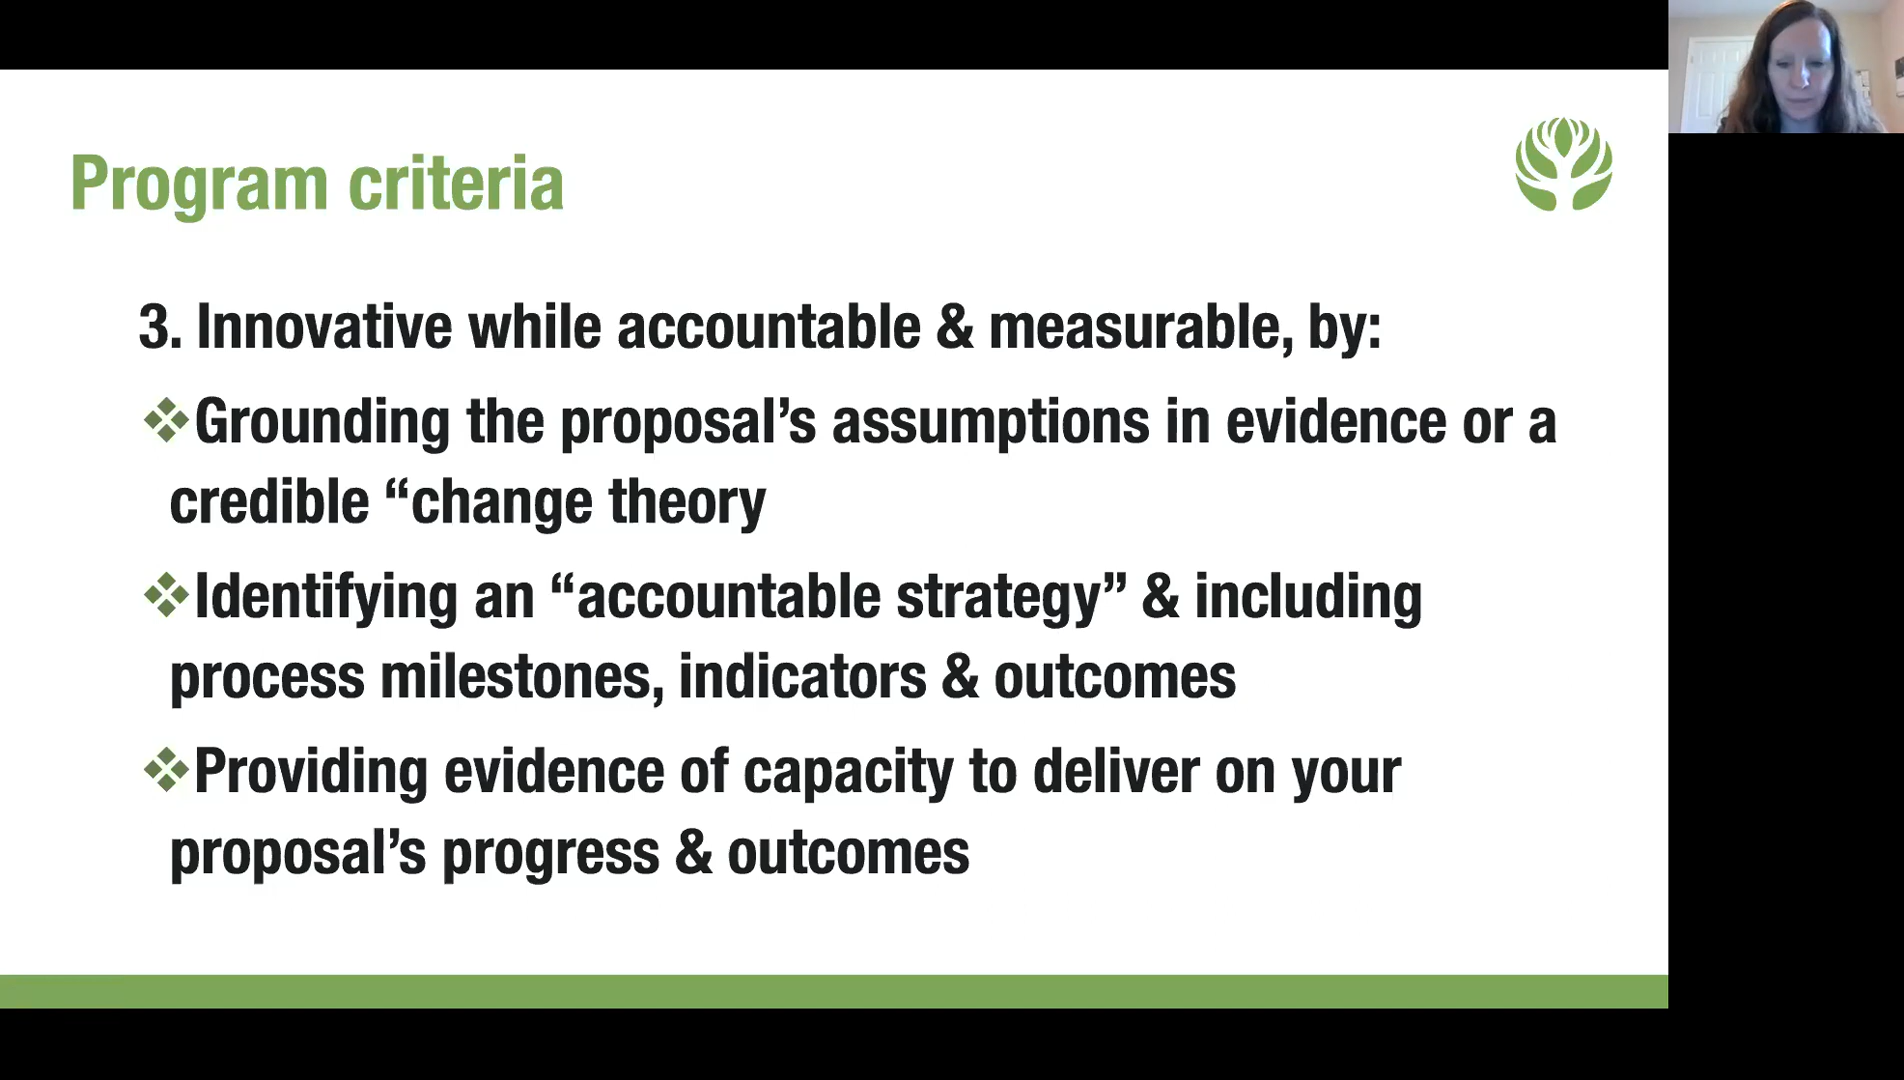 Program criteria
3. Innovative while accountable & measurable, by:
❖Grounding the proposal’s assumptions in evidence or a
credible “change theory
❖Identifying an “accountable strategy” & including
process milestones, indicators & outcomes
❖Providing evidence of capacity to deliver on your
proposal’s progress & outcomes